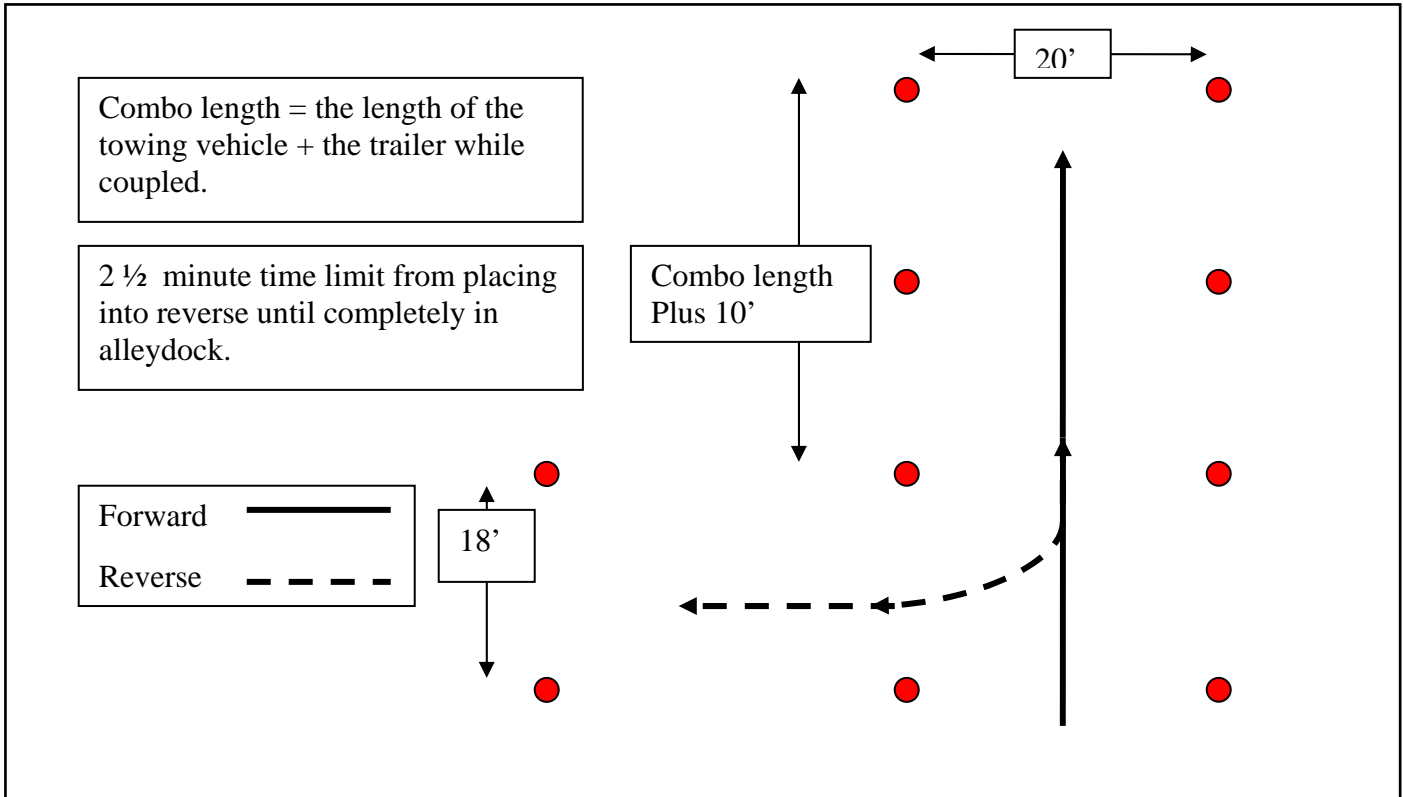 20’
Combo length = the length of the
towing vehicle + the trailer while
coupled.
2 ½ minute time limit from placing
into reverse until completely in
alleydock.
Combo length
Plus 10’
Forward
Reverse
18’